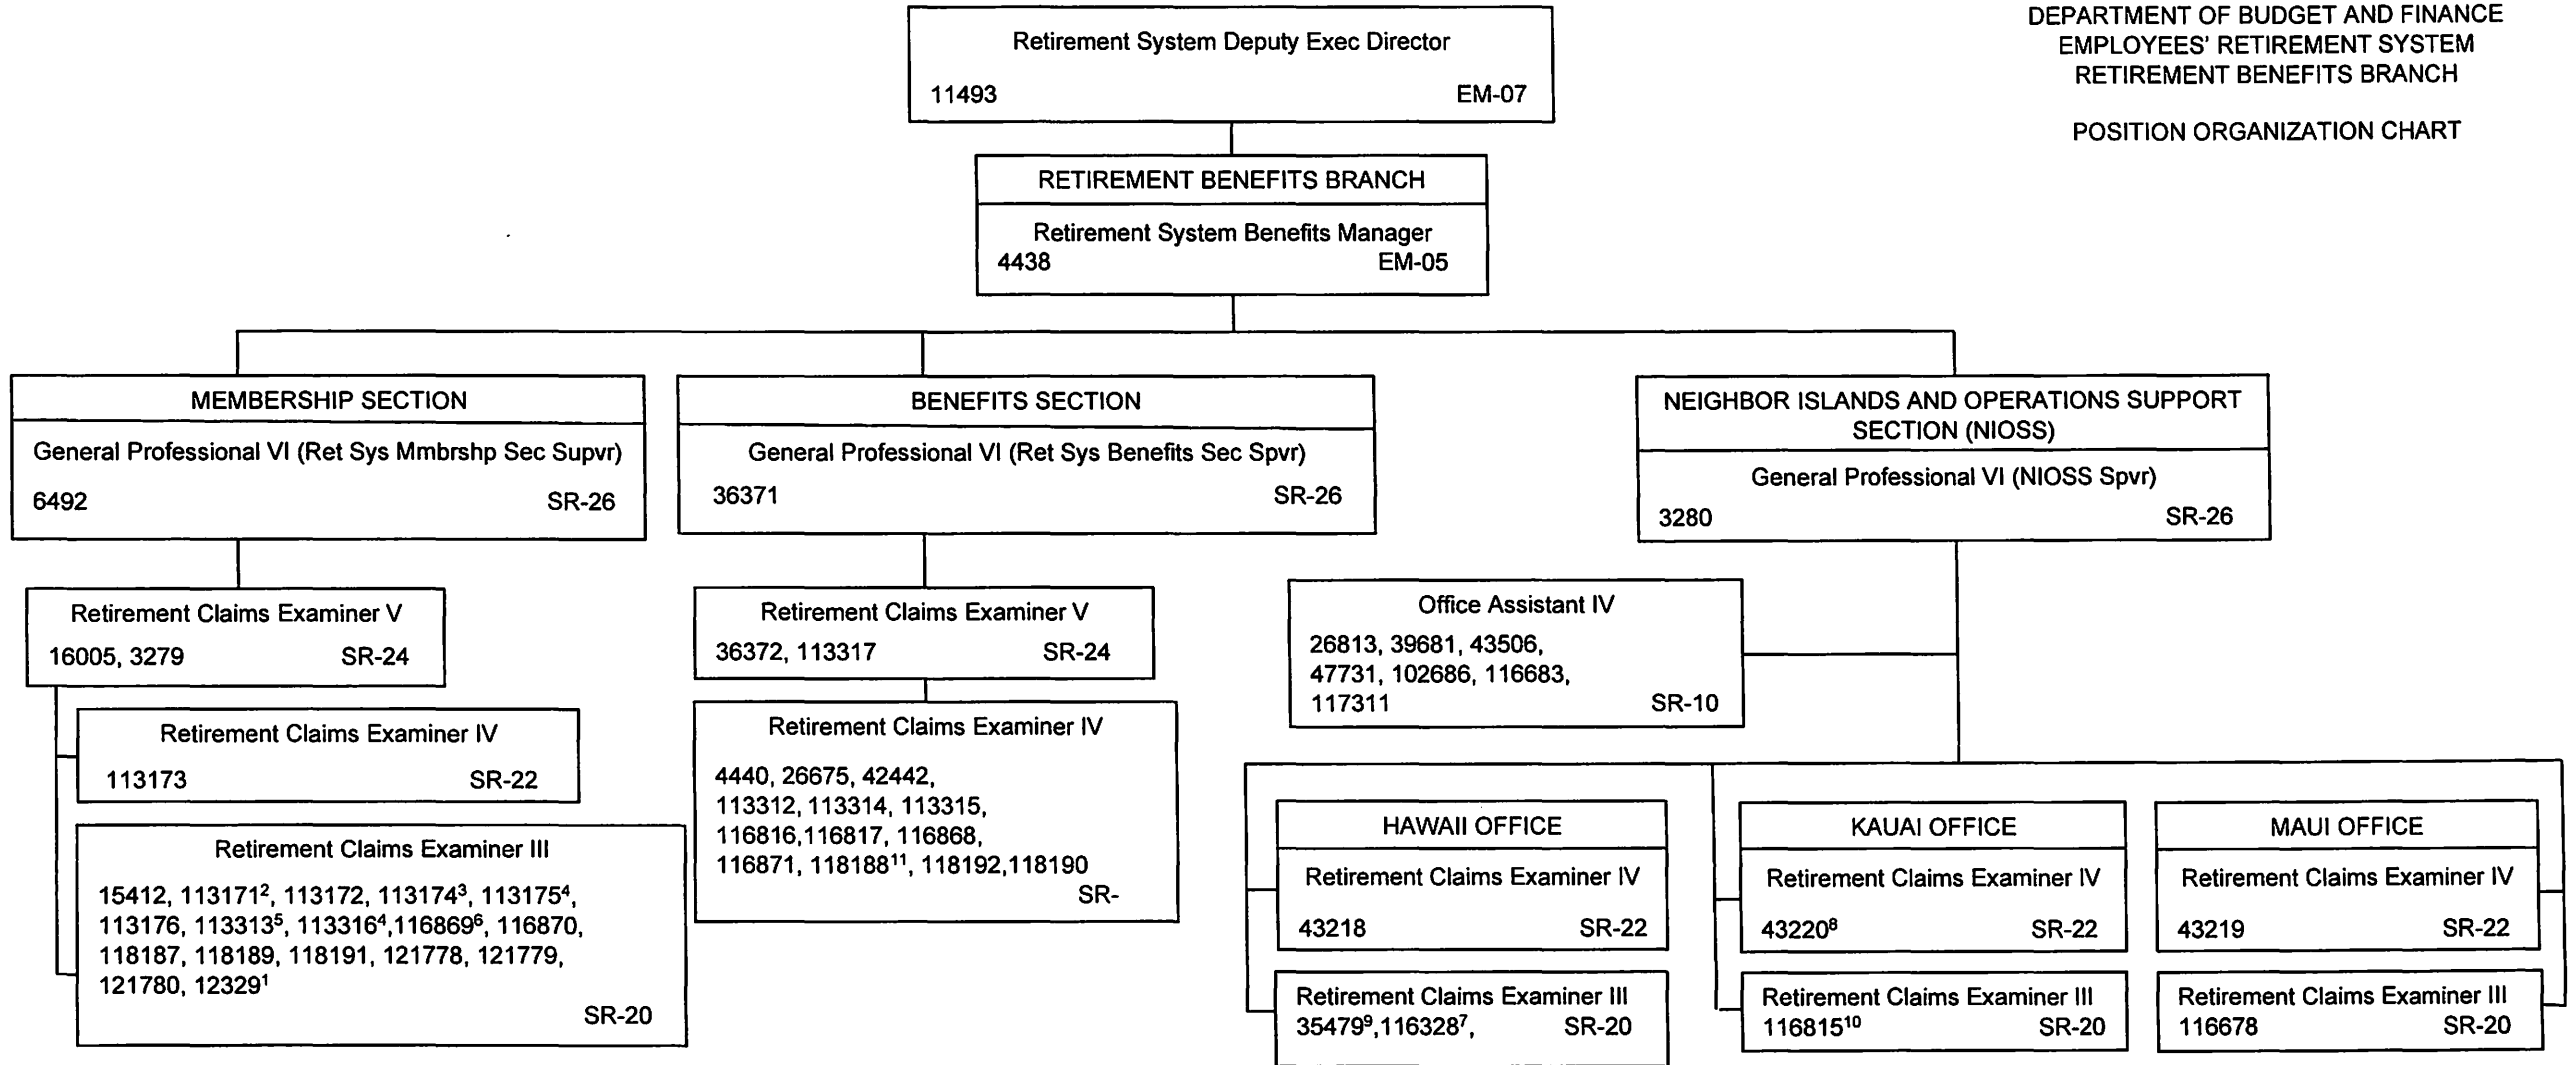 DEPARTMENT OF BUDGET AND FINANCE
EMPLOYEES' RETIREMENT SYSTEM
RETIREMENT BENEFITS BRANCH
POSITION ORGANIZATION CHART
Retirement System Deputy Exec Director
11493 EM-07
RETIREMENT BENEFITS BRANCH
Retirement System Benefits Manager
4438 EM-05
MEMBERSHIP SECTION
General Professional VI (Ret Sys Mmbrshp Sec Supvr)
6492 SR-26
Retirement Claims Examiner V
16005, 3279 SR-24
Retirement Claims Examiner IV
113173 SR-22
Retirement Claims Examiner III
15412, 113171², 113172, 113174³, 113175⁴,
113176, 113313⁵, 113316⁴,116869⁶, 116870,
118187, 118189, 118191, 121778, 121779,
121780, 12329¹
SR-20
BENEFITS SECTION
General Professional VI (Ret Sys Benefits Sec Spvr)
36371 SR-26
Retirement Claims Examiner V
36372, 113317 SR-24
Retirement Claims Examiner IV
4440, 26675, 42442,
113312, 113314, 113315,
116816,116817, 116868,
116871, 118188¹¹, 118192,118190
SR-
NEIGHBOR ISLANDS AND OPERATIONS SUPPORT
SECTION (NIOSS)
General Professional VI (NIOSS Spvr)
3280 SR-26
Office Assistant IV
26813, 39681, 43506,
47731, 102686, 116683,
117311 SR-10
HAWAII OFFICE
Retirement Claims Examiner IV
43218 SR-22
Retirement Claims Examiner III
35479⁹,116328⁷, SR-20
KAUAI OFFICE
Retirement Claims Examiner IV
43220⁸ SR-22
Retirement Claims Examiner III
116815¹⁰ SR-20
MAUI OFFICE
Retirement Claims Examiner IV
43219 SR-22
Retirement Claims Examiner III
116678 SR-20